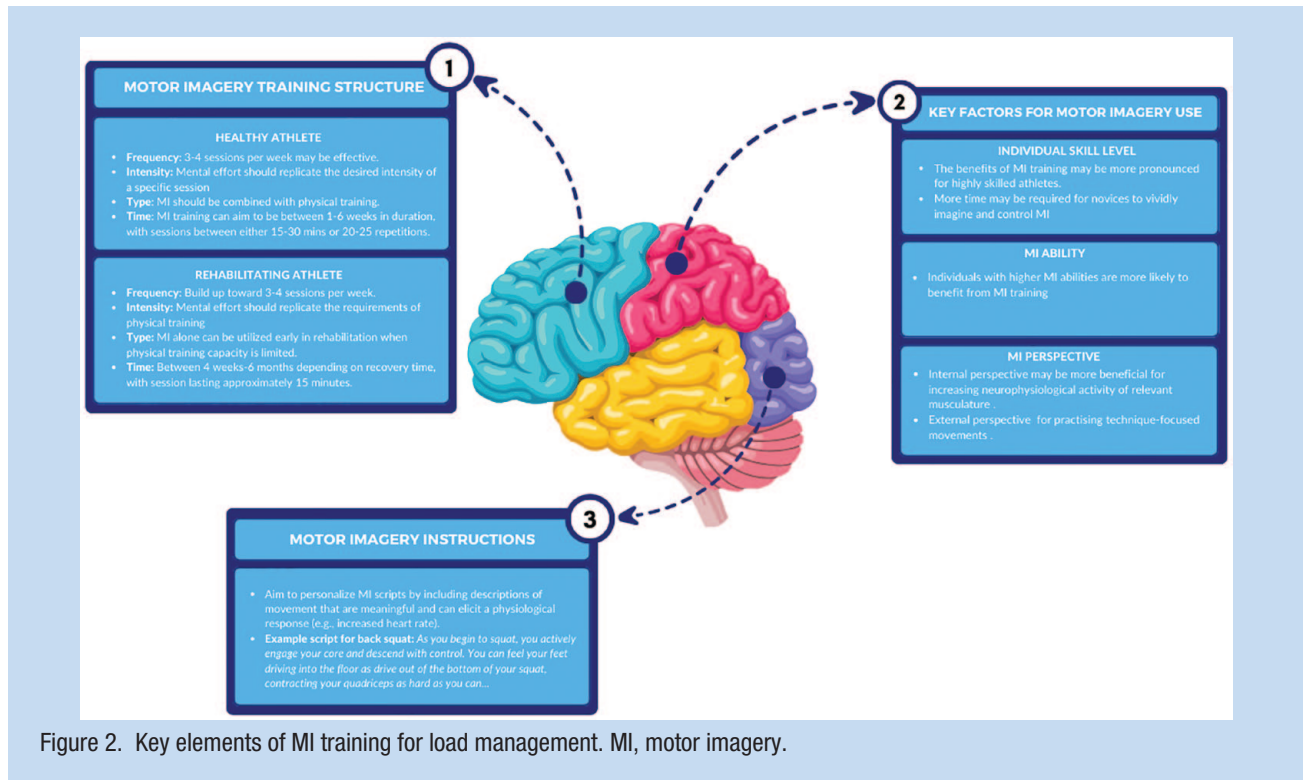 1
MOTOR IMAGERY TRAINING STRUCTURE
HEALTHY ATHLETE
• Frequency: 3-4 sessions per week may be effective.
• Intensity: Mental effort should replicate the desired intensity of
a specific session
• Type: MI should be combined with physical training.
• Time: MI training can aim to be between 1-6 weeks in duration,
with sessions between either 15-30 mins or 20-25 repetitions.
REHABILITATING ATHLETE
• Frequency: Build up toward 3-4 sessions per week.
• Intensity: Mental effort should replicate the requirements of
physical training
• Type: MI alone can be utilized early in rehabilitation when
physical training capacity is limited.
• Time: Between 4 weeks-6 months depending on recovery time,
with session lasting approximately 15 minutes.
2
KEY FACTORS FOR MOTOR IMAGERY USE
INDIVIDUAL SKILL LEVEL
• The benefits of MI training may be more pronounced
for highly skilled athletes.
• More time may be required for novices to vividly
imagine and control MI
MI ABILITY
• Individuals with higher MI abilities are more likely to
benefit from MI training
MI PERSPECTIVE
• Internal perspective may be more beneficial for
increasing neurophysiological activity of relevant
musculature .
• External perspective for practising technique-focused
movements .
3
MOTOR IMAGERY INSTRUCTIONS
• Aim to personalize MI scripts by including descriptions of
movement that are meaningful and can elicit a physiological
response (e.g., increased heart rate).
• Example script for back squat: As you begin to squat, you actively
engage your core and descend with control. You can feel your feet
driving into the floor as drive out of the bottom of your squat,
contracting your quadriceps as hard as you can...
Figure 2. Key elements of MI training for load management. MI, motor imagery.